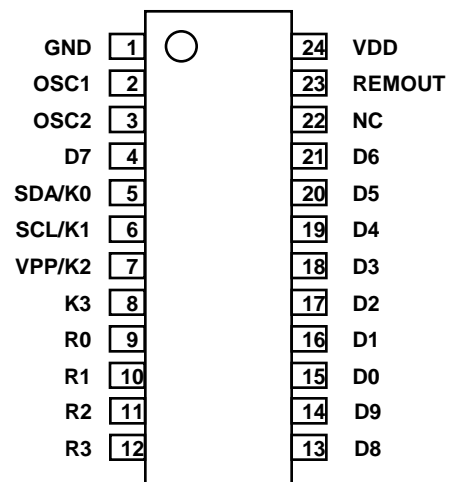 GND 1 24 VDD
OSC1 2 23 REMOUT
OSC2 3 22 NC
D7 4 21 D6
SDA/K0 5 20 D5
SCL/K1 6 19 D4
VPP/K2 7 18 D3
K3 8 17 D2
R0 9 16 D1
R1 10 15 D0
R2 11 14 D9
R3 12 13 D8